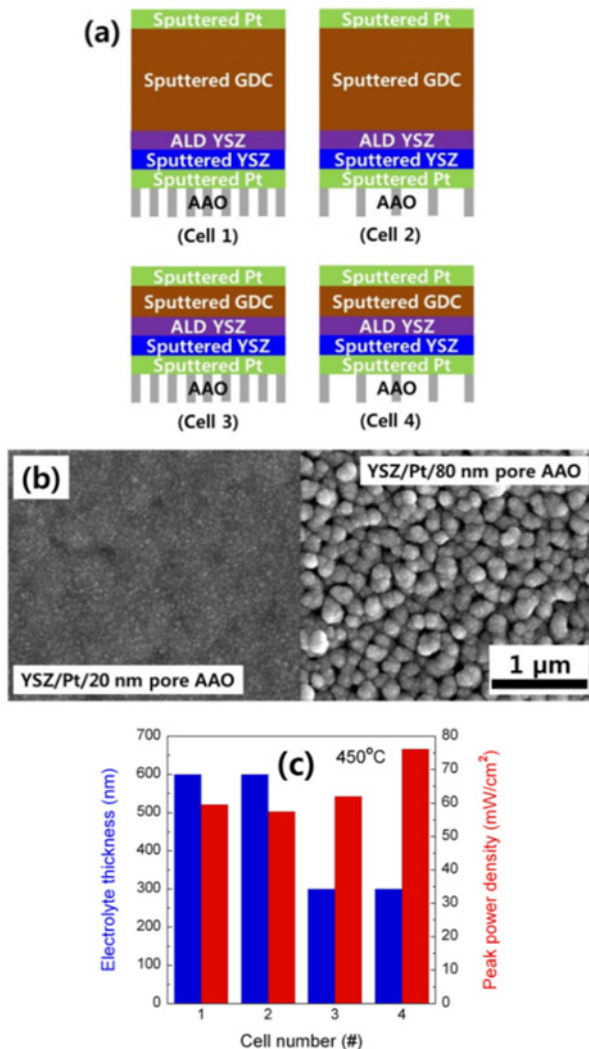 (a)
Sputtered Pt
Sputtered GDC
ALD YSZ
Sputtered YSZ
Sputtered Pt
AAO
(Cell 1)
Sputtered Pt
Sputtered GDC
ALD YSZ
Sputtered YSZ
Sputtered Pt
AAO
(Cell 2)
Sputtered Pt
Sputtered GDC
ALD YSZ
Sputtered YSZ
Sputtered Pt
AAO
(Cell 3)
Sputtered Pt
Sputtered GDC
ALD YSZ
Sputtered YSZ
Sputtered Pt
AAO
(Cell 4)
(b)
YSZ/Pt/20 nm pore AAO
YSZ/Pt/80 nm pore AAO
1 µm
(c)
450°C
Electrolyte thickness (nm)
700
600
500
400
300
200
100
0
Peak power density (mW/cm²)
80
70
60
50
40
30
20
10
0
1 2 3 4
Cell number (#)